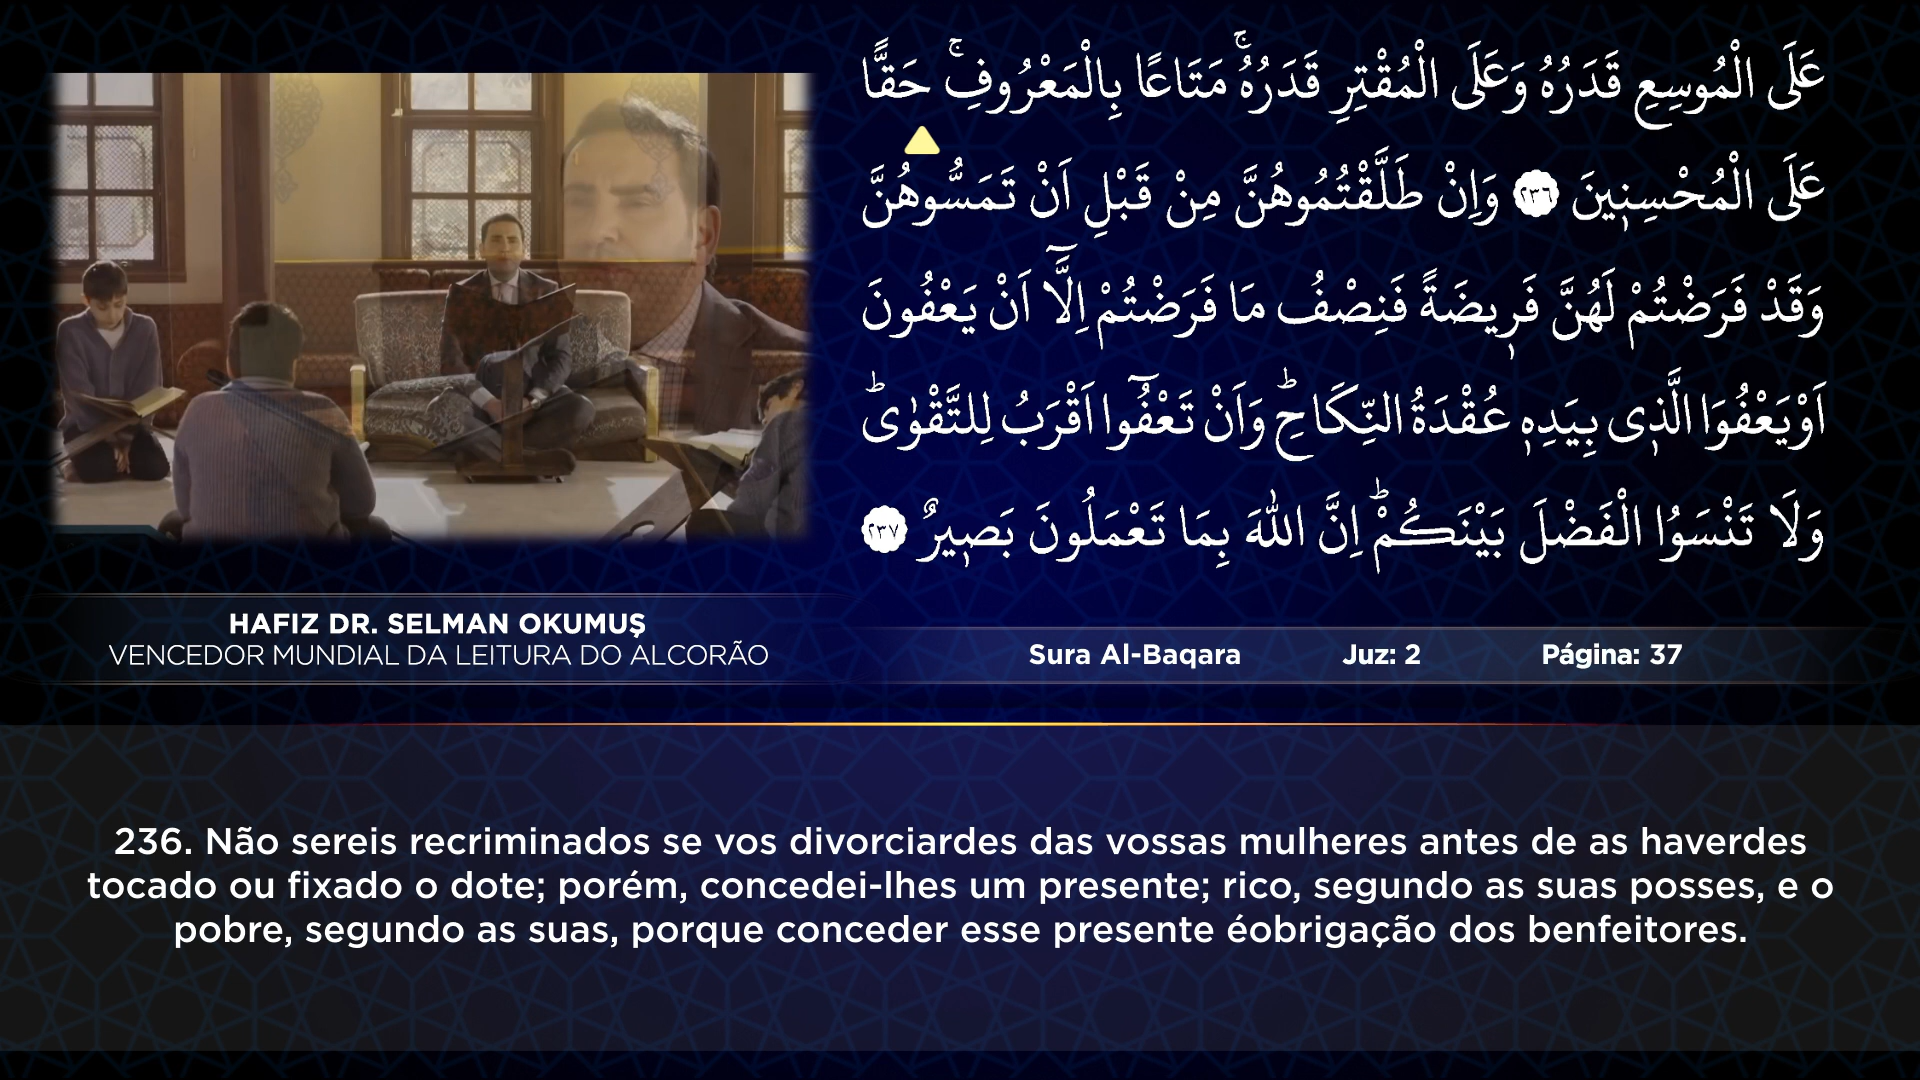 عَلَى الْمُوسِعِ قَدَرُهُ وَعَلَى الْمُقْتِرِ قَدَرُهُۚ مَتَاعًا بِالْمَعْرُوفِۚ حَقًّا
عَلَى الْمُحْسِنٖينَ ﴿٢٣٦﴾ وَاِنْ طَلَّقْتُمُوهُنَّ مِنْ قَبْلِ اَنْ تَمَسُّوهُنَّ
وَقَدْ فَرَضْتُمْ لَهُنَّ فَرٖيضَةً فَنِصْفُ مَا فَرَضْتُمْ اِلَّٓا اَنْ يَعْفُونَ
اَوْ يَعْفُوَا الَّذٖى بِيَدِهٖ عُقْدَةُ النِّكَاحِؕ وَاَنْ تَعْفُٓوا اَقْرَبُ لِلتَّقْوٰىؕ
وَلَا تَنْسَوُا الْفَضْلَ بَيْنَكُمْؕ اِنَّ اللّٰهَ بِمَا تَعْمَلُونَ بَصٖيرٌ ﴿٢٣٧﴾
HAFIZ DR. SELMAN OKUMUŞ
VENCEDOR MUNDIAL DA LEITURA DO ALCORÃO
Sura Al-Baqara Juz: 2 Página: 37
236. Não sereis recriminados se vos divorciardes das vossas mulheres antes de as haverdes
tocado ou fixado o dote; porém, concedei-lhes um presente; rico, segundo as suas posses, e o
pobre, segundo as suas, porque conceder esse presente éobrigação dos benfeitores.